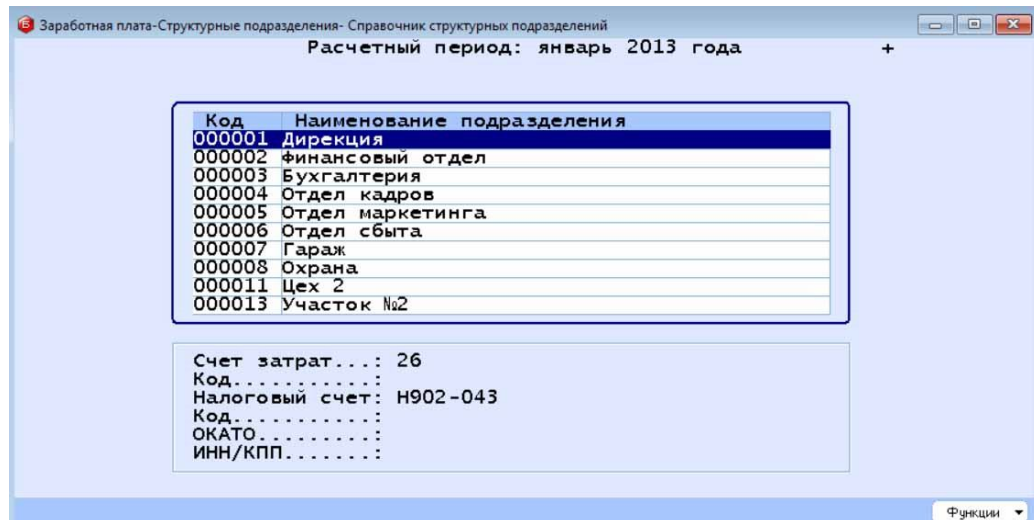 Заработная плата-Структурные подразделения- Справочник структурных подразделений
Расчетный период: январь 2013 года +
Код Наименование подразделения
000001 Дирекция
000002 Финансовый отдел
000003 Бухгалтерия
000004 Отдел кадров
000005 Отдел маркетинга
000006 Отдел сбыта
000007 Гараж
000008 Охрана
000011 Цех 2
000013 Участок №2
Счет затрат...: 26
Код...........:
Налоговый счет: Н902-043
Код...........:
ОКАТО.........:
ИНН/КПП.......:
Функции